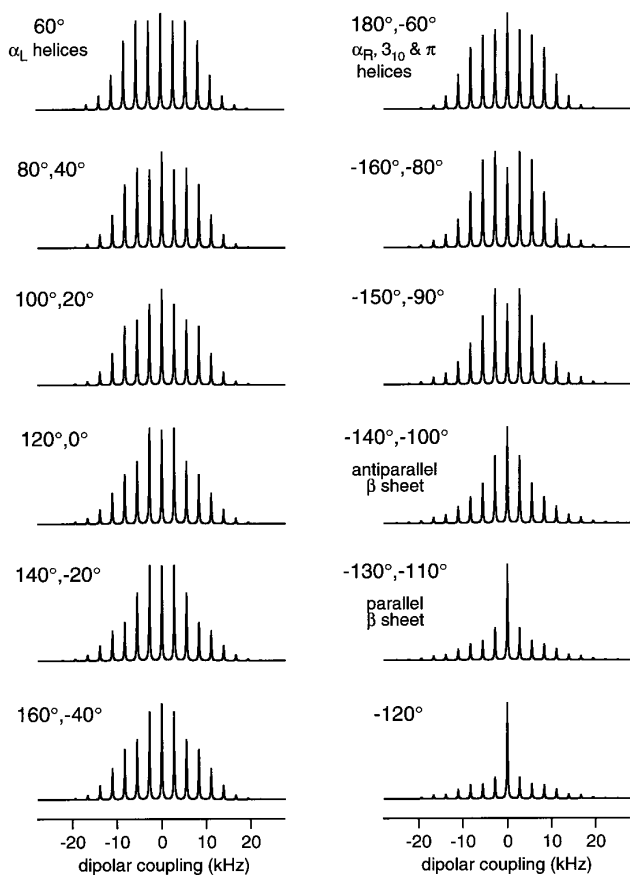 60°
αL helices
80°,40°
100°,20°
120°,0°
140°,-20°
160°,-40°
-20 -10 0 10 20
dipolar coupling (kHz)
180°,-60°
αR, 310 & π
helices
-160°,-80°
-150°,-90°
-140°,-100°
antiparallel
β sheet
-130°,-110°
parallel
β sheet
-120°
-20 -10 0 10 20
dipolar coupling (kHz)